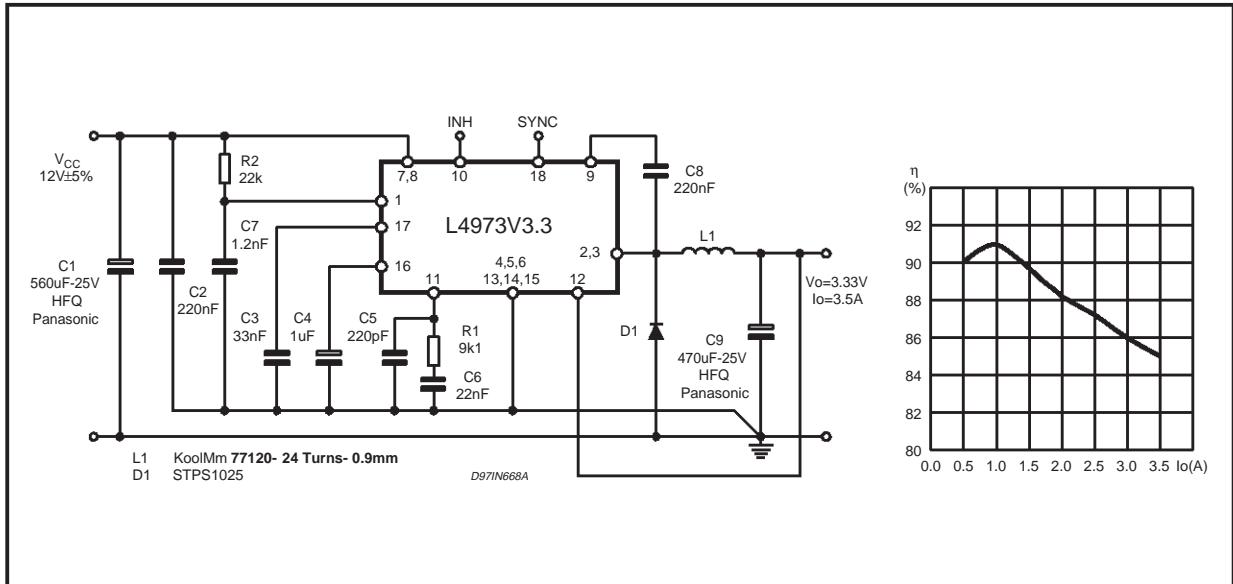 INH
SYNC
VCC
12V±5%
R2
22k
7,8
10
18
9
C8
220nF
1
17
16
L4973V3.3
C7
1.2nF
2,3
L1
4,5,6
13,14,15
11
12
C1
560uF-25V
HFQ
Panasonic
C2
220nF
C3
33nF
C4
1uF
C5
220pF
R1
9k1
C6
22nF
D1
C9
470uF-25V
HFQ
Panasonic
Vo=3.33V
Io=3.5A
L1 KoolMm 77120- 24 Turns- 0.9mm
D1 STPS1025
D97IN668A
η
(%)
92
90
88
86
84
82
80
0.0 0.5 1.0 1.5 2.0 2.5 3.0 3.5 Io(A)